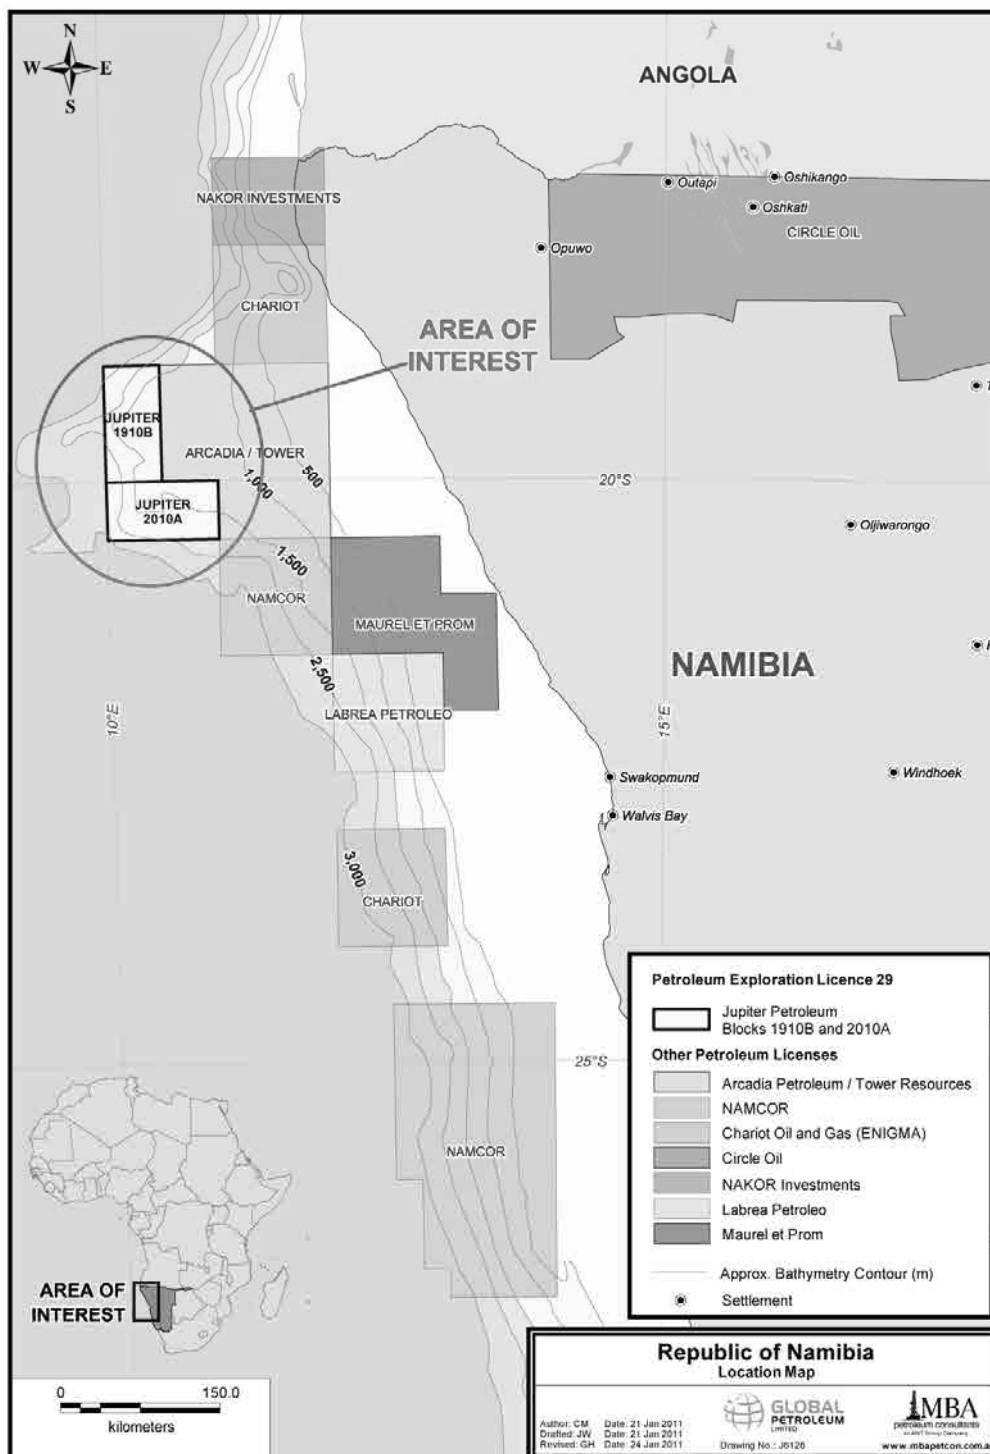 N
W E
S
ANGOLA
NAKOR INVESTMENTS
Outapi
Oshikango
Oshkati
CIRCLE OIL
Opuwo
CHARIOT
AREA OF
INTEREST
JUPITER
1910B
ARCADIA / TOWER
500
1,000
20°S
JUPITER
2010A
Oljiwarongo
1,500
NAMCOR
MAUREL ET PROM
NAMIBIA
2,500
10°E
LABREA PETROLEO
15°E
Swakopmund
Windhoek
Walvis Bay
3,000
CHARIOT
25°S
NAMCOR
Petroleum Exploration Licence 29
Jupiter Petroleum
Blocks 1910B and 2010A
Other Petroleum Licenses
Arcadia Petroleum / Tower Resources
NAMCOR
Chariot Oil and Gas (ENIGMA)
Circle Oil
NAKOR Investments
Labrea Petroleo
Maurel et Prom
Approx. Bathymetry Contour (m)
Settlement
AREA OF
INTEREST
0 150.0
kilometers
Republic of Namibia
Location Map
Author: CM Date: 21 Jan 2011
Drafted: JW Date: 21 Jan 2011
Revised: GH Date: 24 Jan 2011
GLOBAL
PETROLEUM
LIMITED
Drawing No.: J6126
MBA
petroleum consultants
www.mbapetcon.com.a